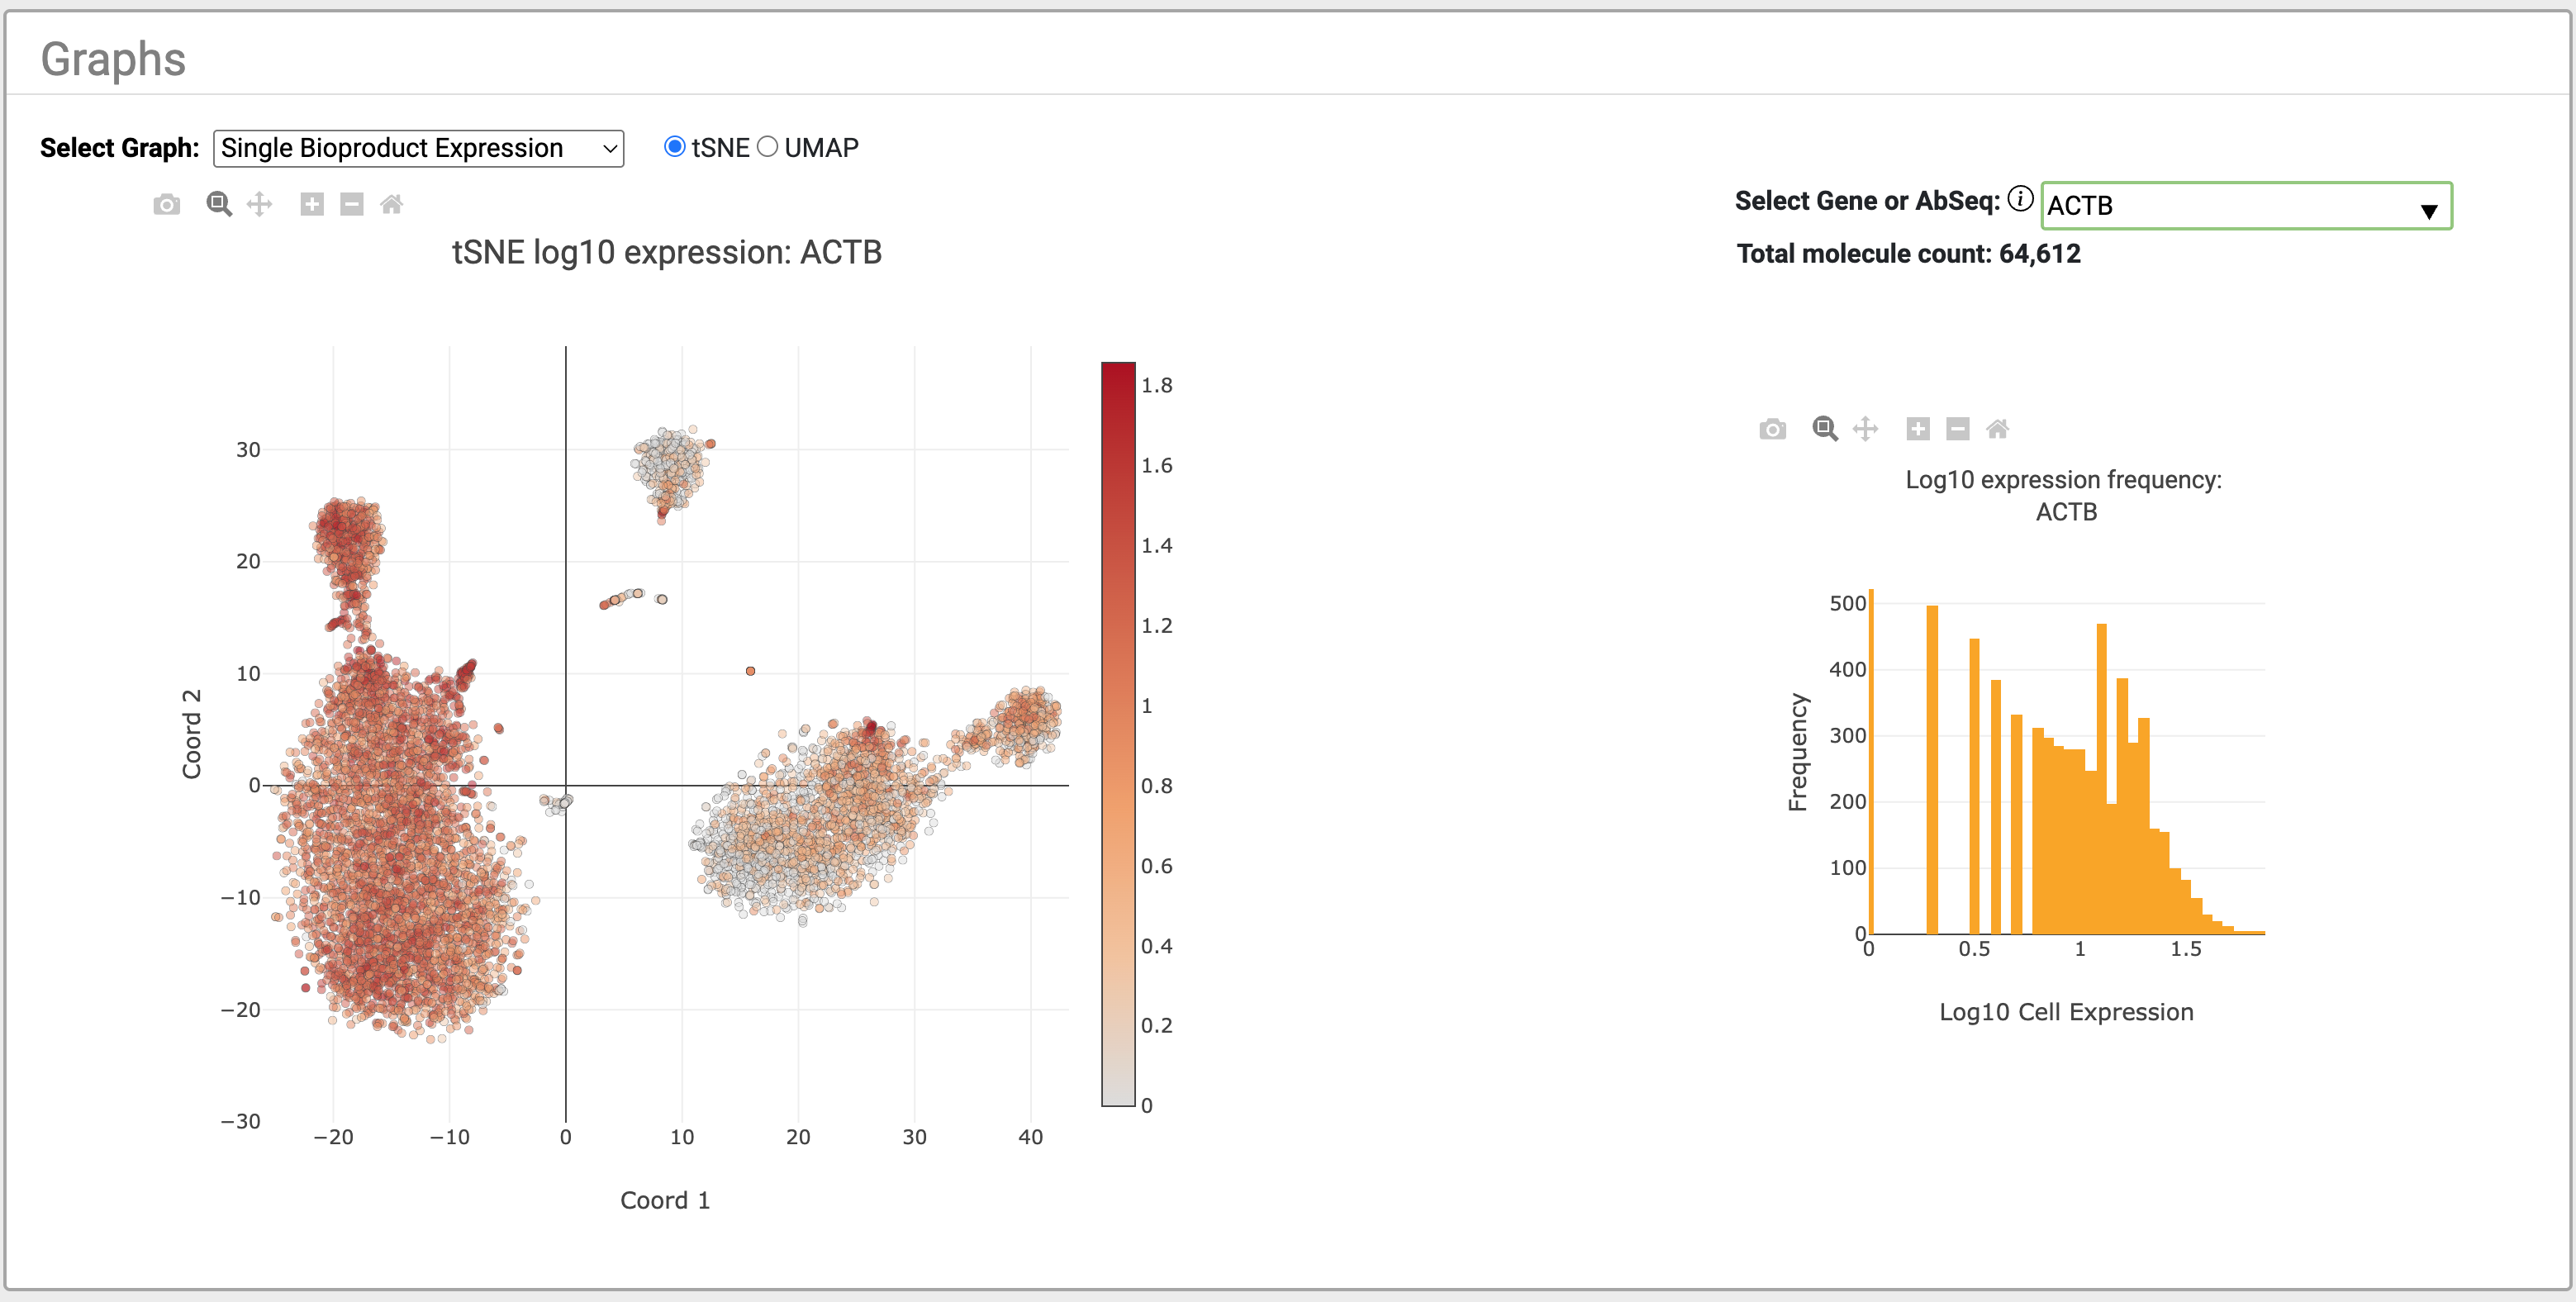 Graphs
Select Graph: Single Bioproduct Expression tSNE UMAP
Select Gene or AbSeq: i ACTB
Total molecule count: 64,612
tSNE log10 expression: ACTB
30
20
10
0
−10
−20
−30
Coord 2
−20 −10 0 10 20 30 40
Coord 1
1.8
1.6
1.4
1.2
1
0.8
0.6
0.4
0.2
0
Log10 expression frequency:
ACTB
500
400
300
200
100
0
Frequency
0 0.5 1 1.5
Log10 Cell Expression